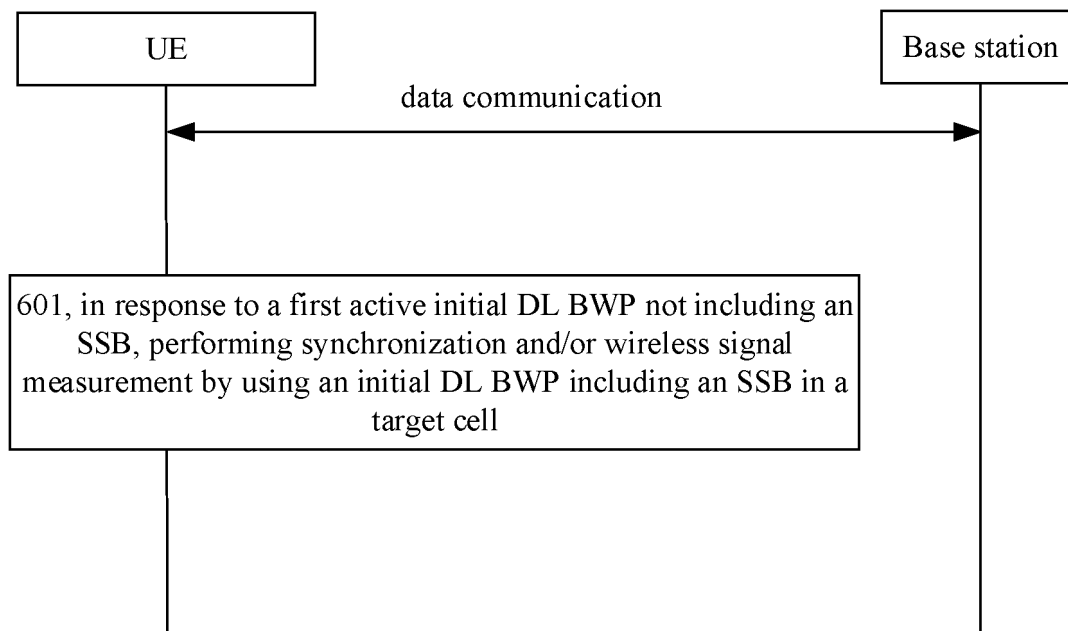 UE
Base station
data communication
601, in response to a first active initial DL BWP not including an
SSB, performing synchronization and/or wireless signal
measurement by using an initial DL BWP including an SSB in a
target cell